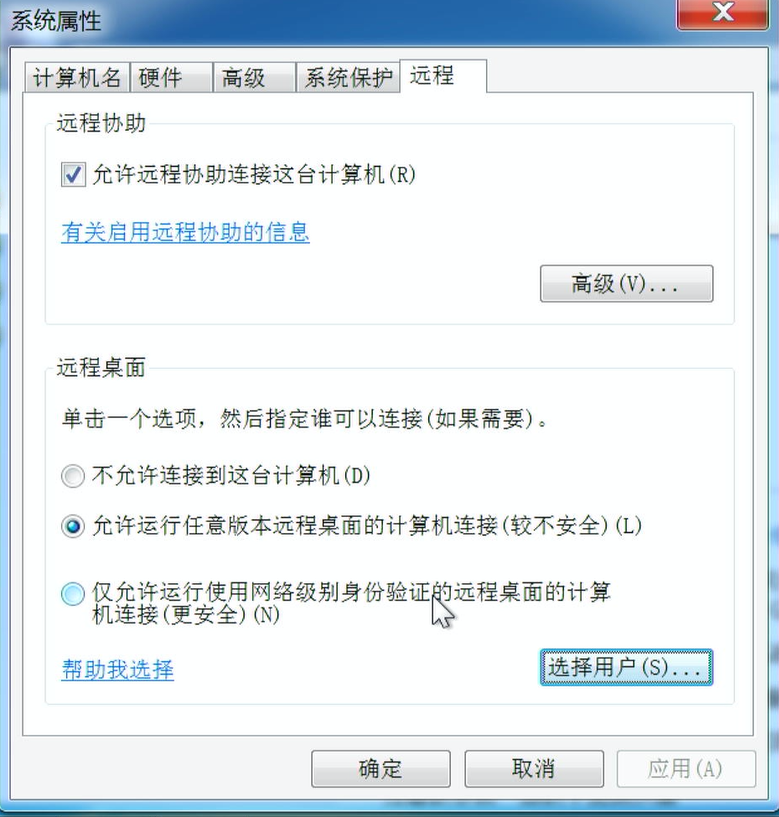 系统属性
计算机名 硬件 高级 系统保护 远程
远程协助
允许远程协助连接这台计算机(R)
有关启用远程协助的信息
高级(V)...
远程桌面
单击一个选项，然后指定谁可以连接(如果需要)。
不允许连接到这台计算机(D)
允许运行任意版本远程桌面的计算机连接(较不安全)(L)
仅允许运行使用网络级别身份验证的远程桌面的计算
机连接(更安全)(N)
帮助我选择
选择用户(S)...
确定 取消 应用(A)